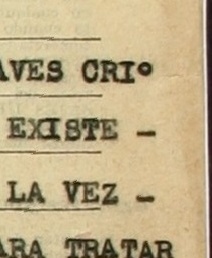 AVES CRIº
EXISTE -
LA VEZ -
ARA TRATAR